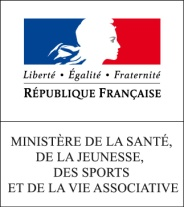 Liberté • Égalité • Fraternité
RÉPUBLIQUE FRANÇAISE
MINISTÈRE DE LA SANTÉ,
DE LA JEUNESSE,
DES SPORTS
ET DE LA VIE ASSOCIATIVE